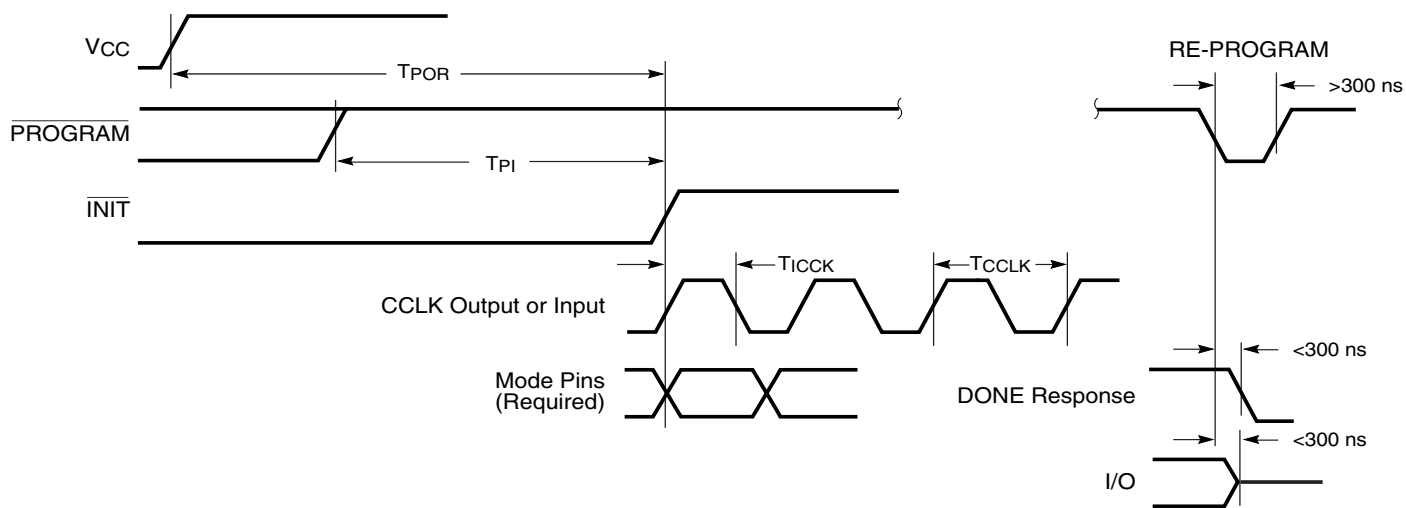 VCC
TPOR
RE-PROGRAM
>300 ns
PROGRAM
TPI
INIT
TICCK
TCCLK
CCLK Output or Input
<300 ns
Mode Pins
(Required)
DONE Response
<300 ns
I/O